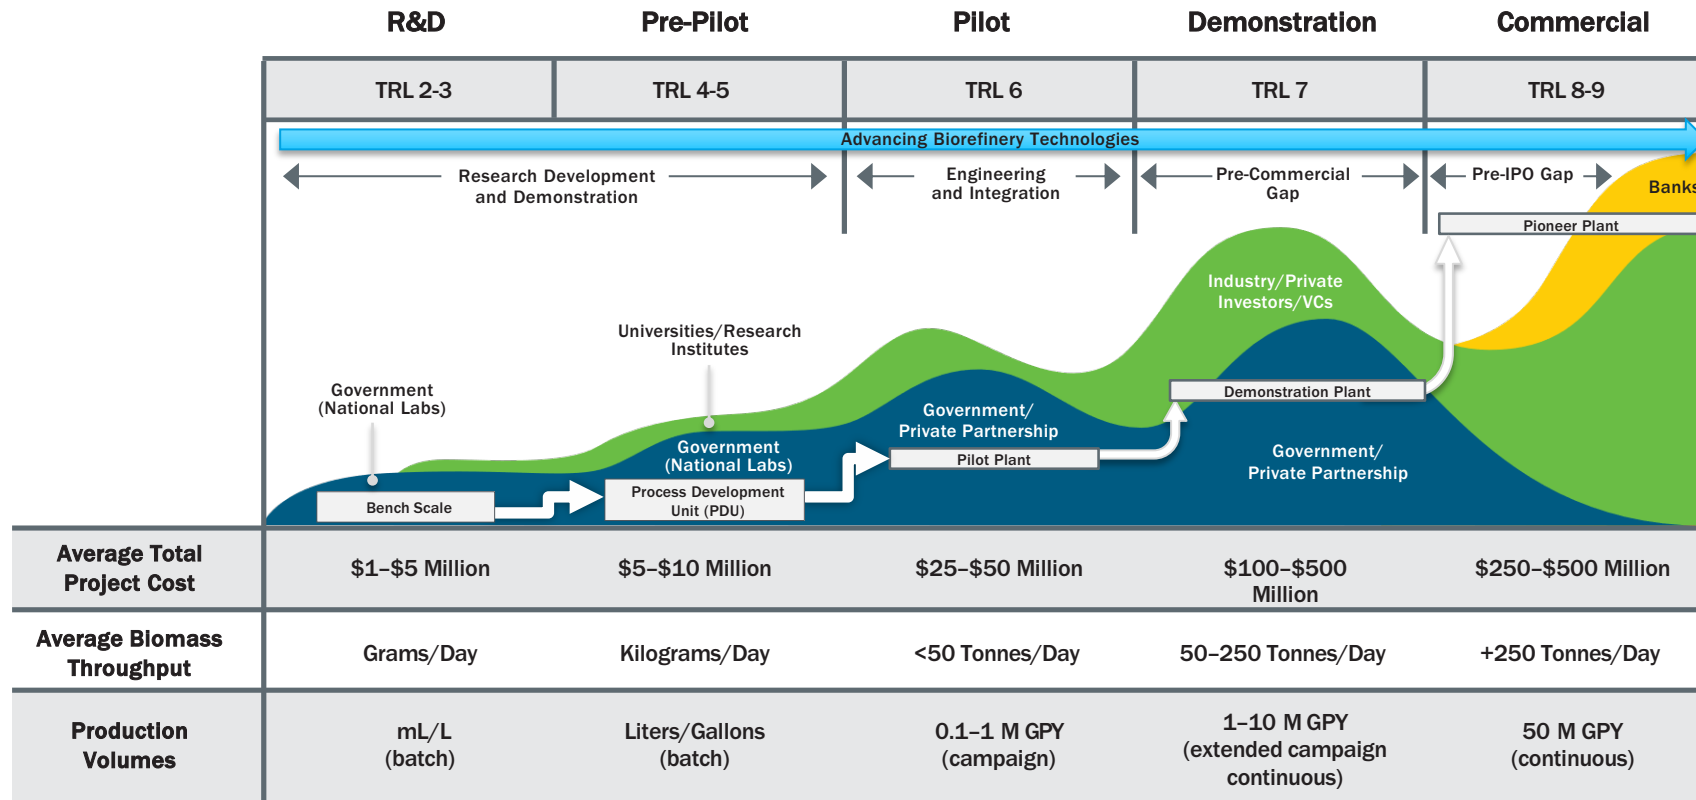 R&D
Pre-Pilot
Pilot
Demonstration
Commercial
TRL 2-3
TRL 4-5
TRL 6
TRL 7
TRL 8-9
Advancing Biorefinery Technologies
Research Development
and Demonstration
Engineering
and Integration
Pre-Commercial
Gap
Pre-IPO Gap
Banks
Pioneer Plant
Industry/Private
Investors/VCs
Universities/Research
Institutes
Government
(National Labs)
Demonstration Plant
Government/
Private Partnership
Government
(National Labs)
Pilot Plant
Government/
Private Partnership
Process Development
Unit (PDU)
Bench Scale
Average Total
Project Cost
$1–$5 Million
$5–$10 Million
$25–$50 Million
$100–$500
Million
$250–$500 Million
Average Biomass
Throughput
Grams/Day
Kilograms/Day
<50 Tonnes/Day
50–250 Tonnes/Day
+250 Tonnes/Day
Production
Volumes
mL/L
(batch)
Liters/Gallons
(batch)
0.1–1 M GPY
(campaign)
1–10 M GPY
(extended campaign
continuous)
50 M GPY
(continuous)